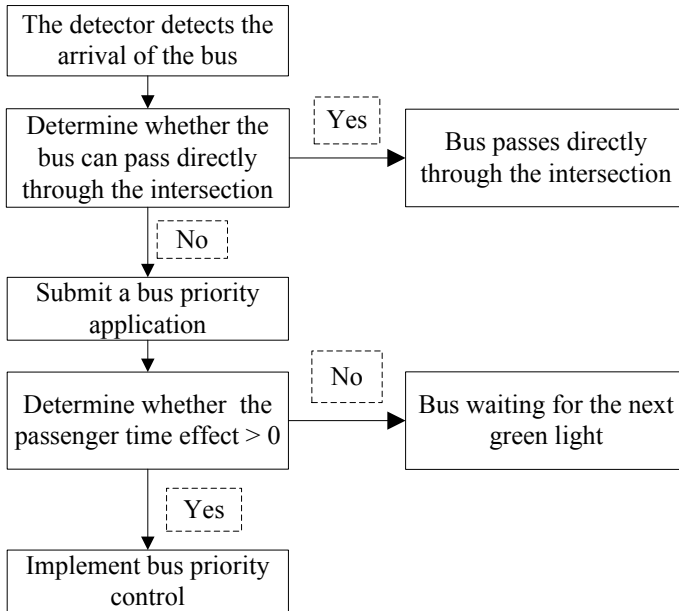 The detector detects the
arrival of the bus
Determine whether the
bus can pass directly
through the intersection
Yes
Bus passes directly
through the intersection
No
Submit a bus priority
application
Determine whether the
passenger time effect > 0
No
Bus waiting for the next
green light
Yes
Implement bus priority
control